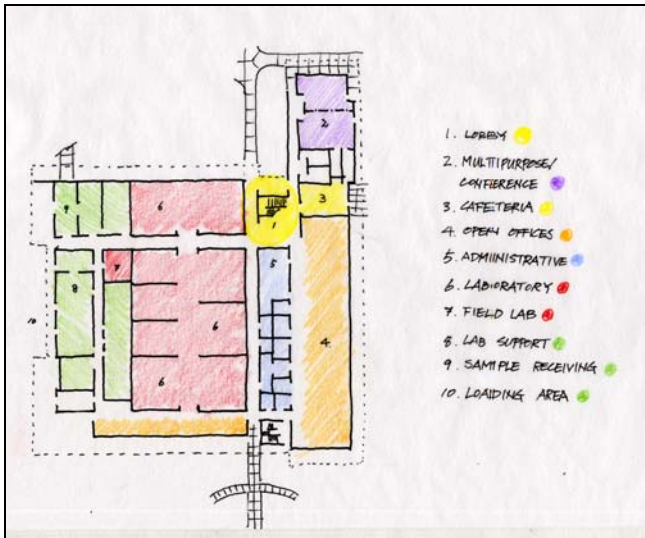 1. LOBBY
2. MULTIPURPOSE/
CONFERENCE
3. CAFETERIA
4. OPEN OFFICES
5. ADMINISTRATIVE
6. LABORATORY
7. FIELD LAB
8. LAB SUPPORT
9. SAMPLE RECEIVING
10. LOADING AREA
2
3
9
6
1
5
7
8
10
6
4
6